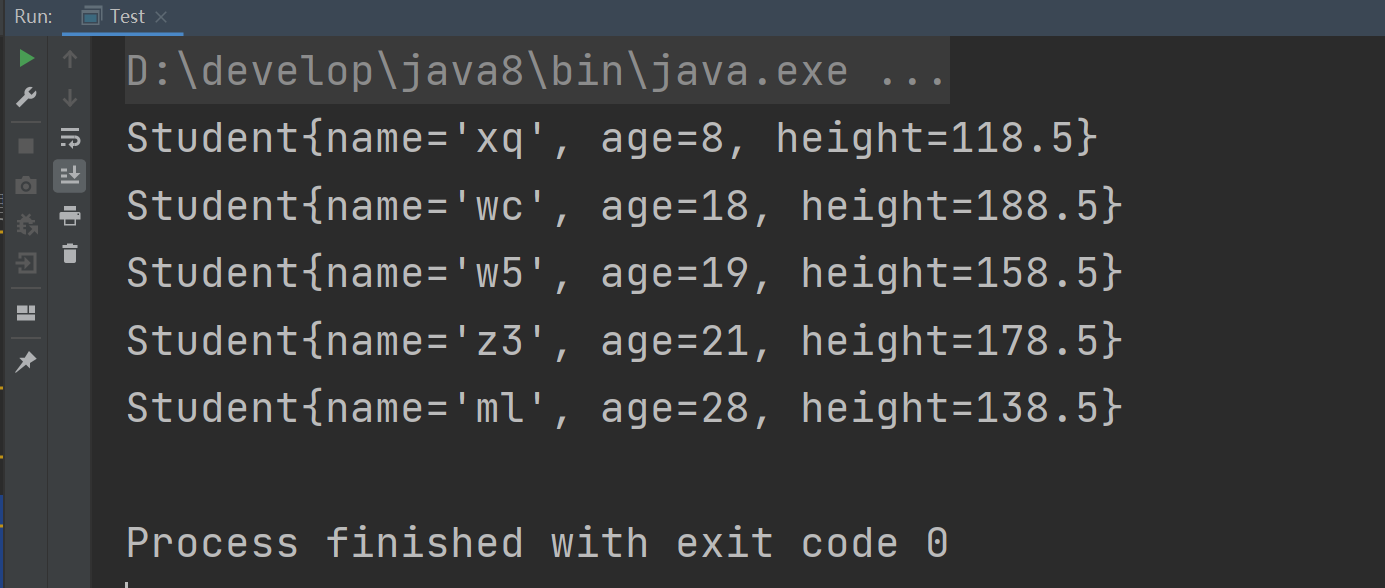 Run: Test
D:\develop\java8\bin\java.exe ...
Student{name='xq', age=8, height=118.5}
Student{name='wc', age=18, height=188.5}
Student{name='w5', age=19, height=158.5}
Student{name='z3', age=21, height=178.5}
Student{name='ml', age=28, height=138.5}
Process finished with exit code 0